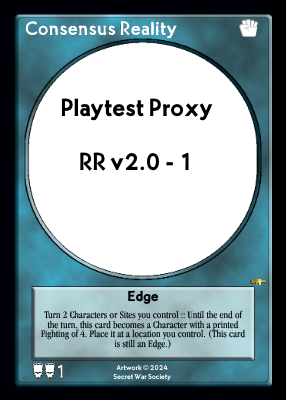 Consensus Reality
Playtest Proxy
RR v2.0 - 1
Edge
Turn 2 Characters or Sites you control :: Until the end
of the turn, this card becomes a Character with a printed
Fighting of 4. Place it at a location you control. (This card
is still an Edge.)
1
Artwork © 2024
Secret War Society